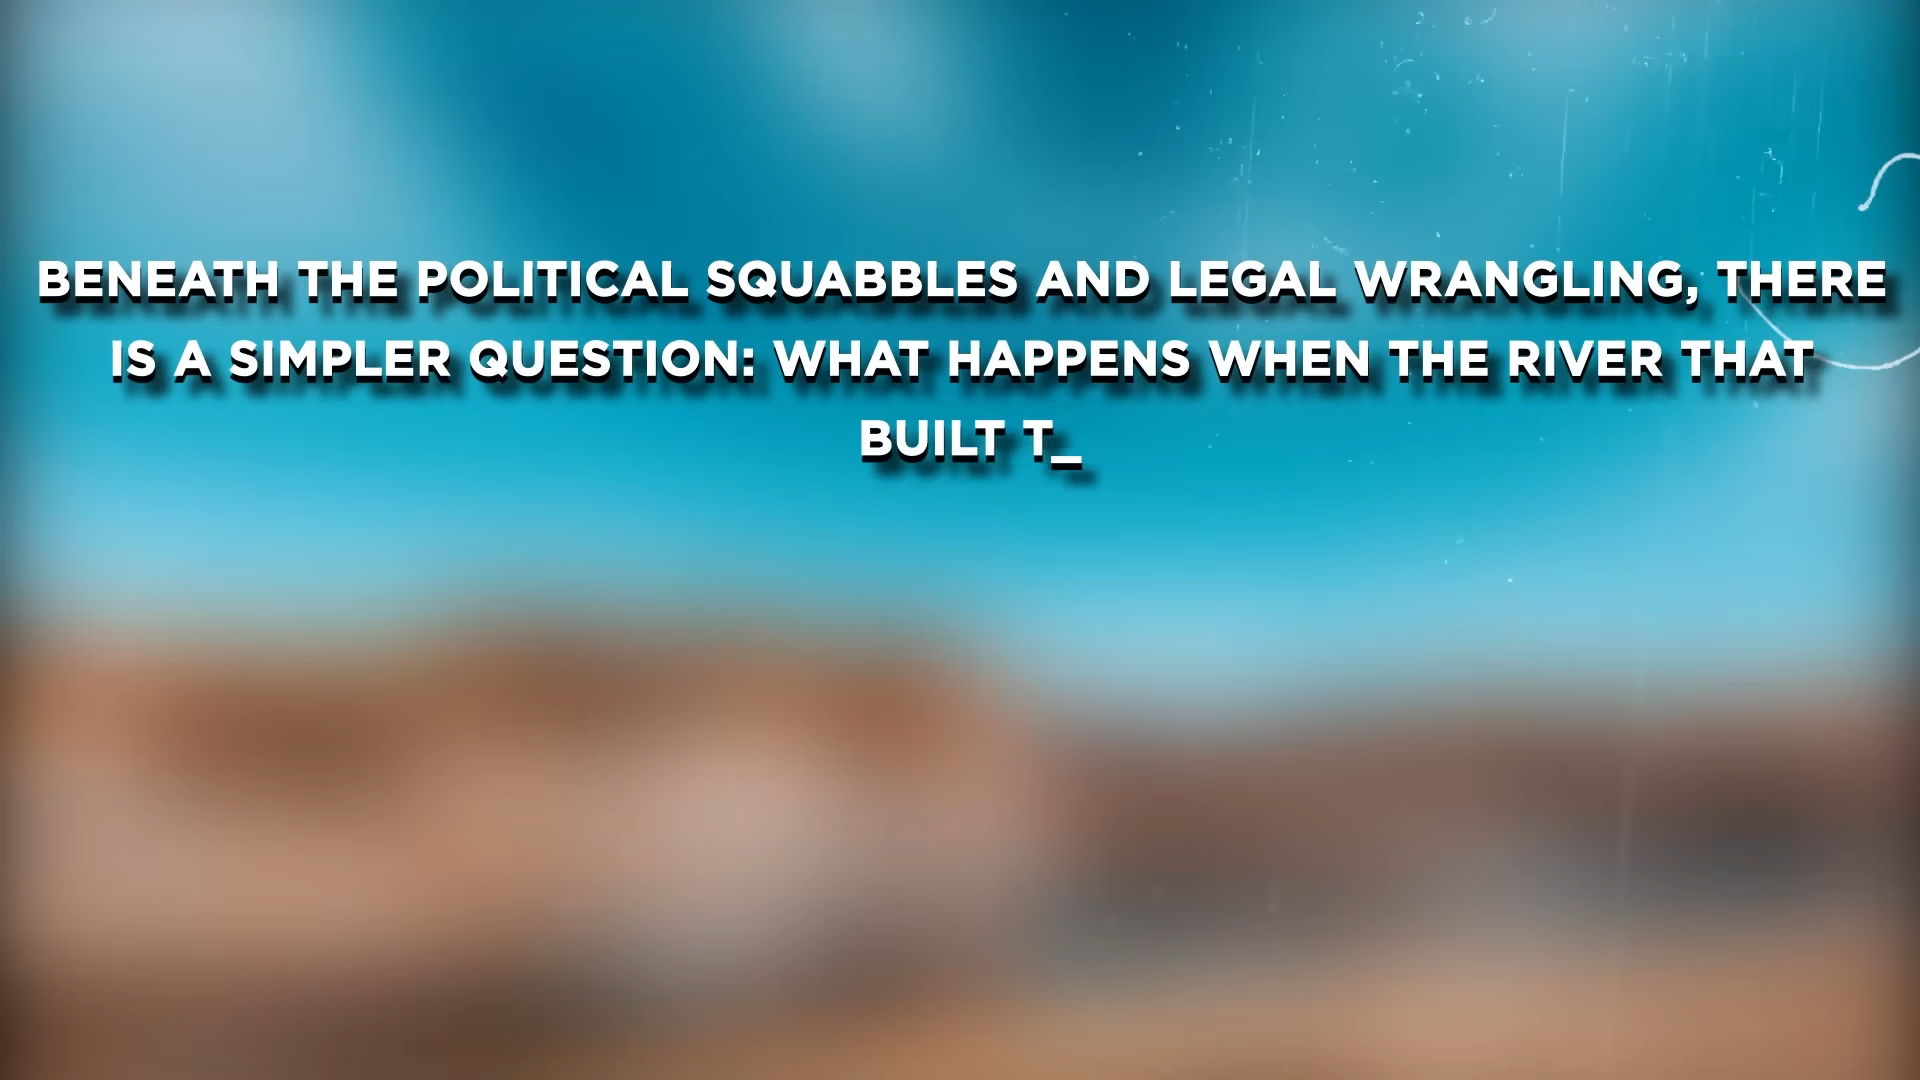 BENEATH THE POLITICAL SQUABBLES AND LEGAL WRANGLING, THERE
IS A SIMPLER QUESTION: WHAT HAPPENS WHEN THE RIVER THAT
BUILT T_